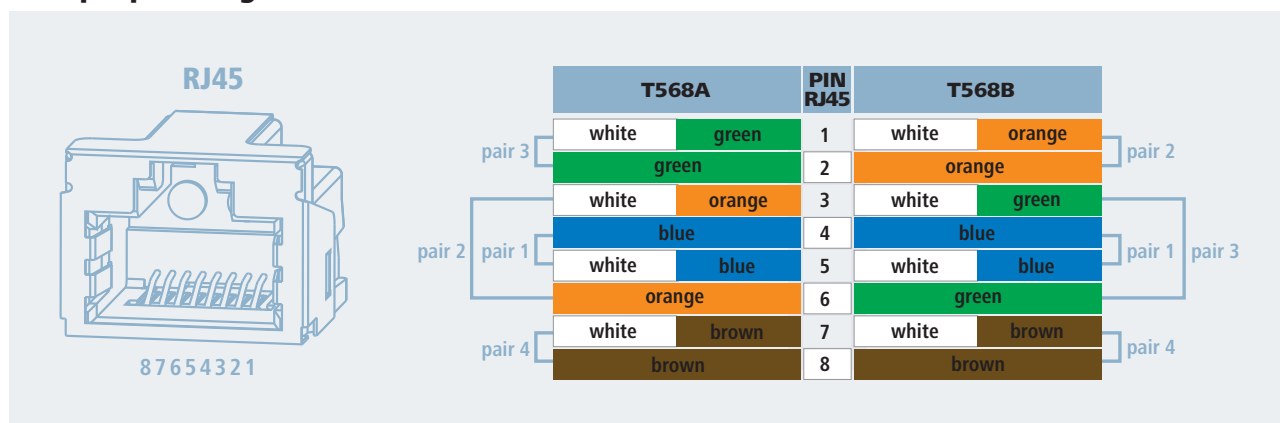 RJ45
87654321
T568A PIN RJ45 T568B
pair 3 white green 1 white orange pair 2
green 2 orange
white orange 3 white green
pair 2 pair 1 blue 4 blue pair 1 pair 3
white blue 5 white blue
orange 6 green
pair 4 white brown 7 white brown pair 4
brown 8 brown